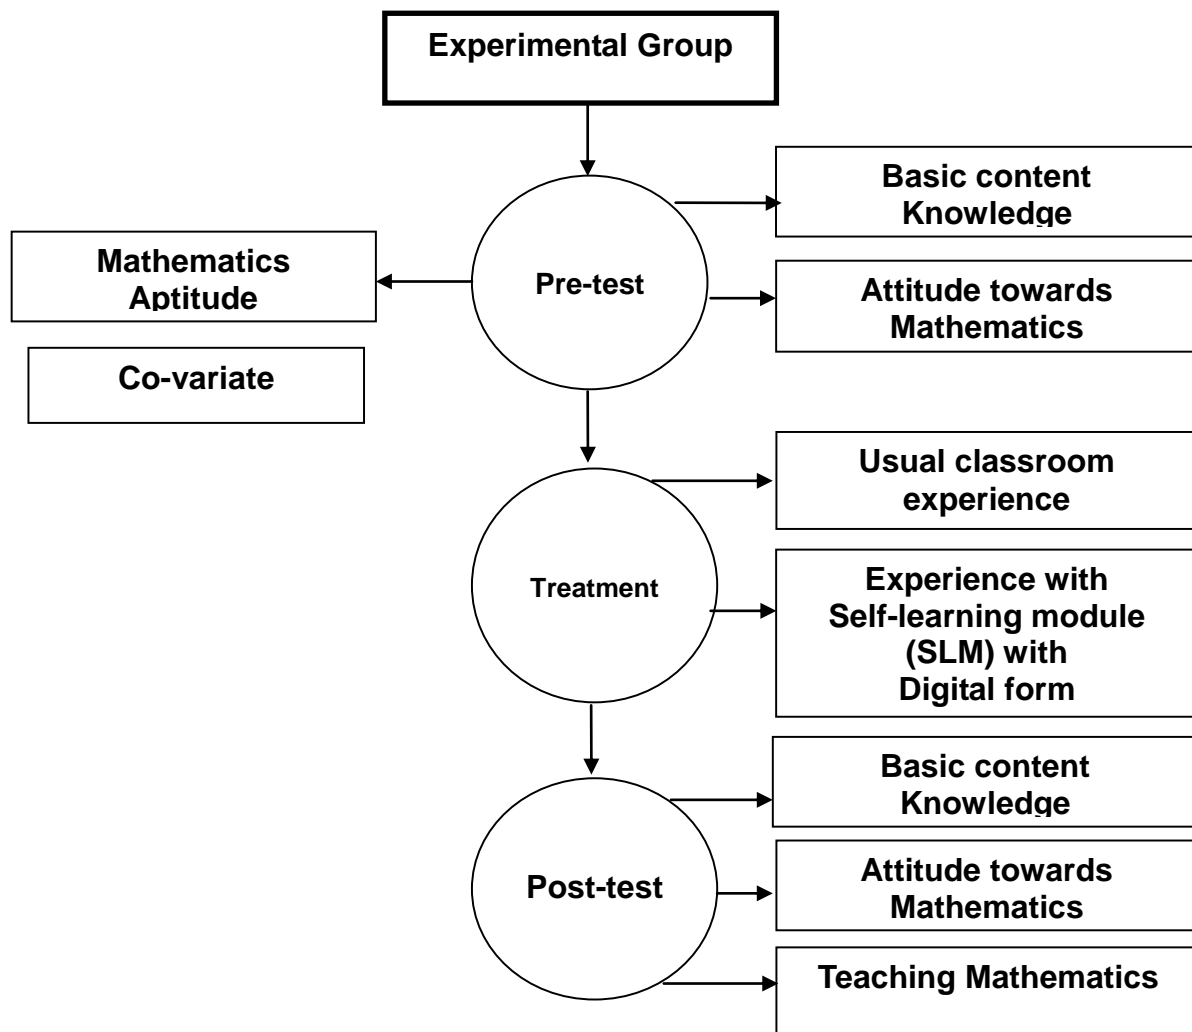 Experimental Group
Basic content
Knowledge
Mathematics
Aptitude
Pre-test
Attitude towards
Mathematics
Co-variate
Usual classroom
experience
Treatment
Experience with
Self-learning module
(SLM) with
Digital form
Basic content
Knowledge
Post-test
Attitude towards
Mathematics
Teaching Mathematics